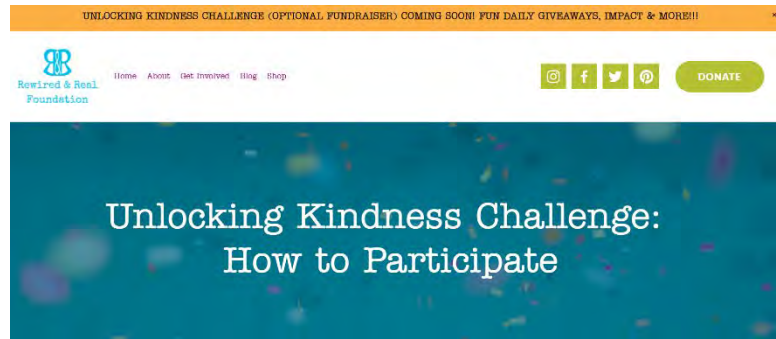 UNLOCKING KINDNESS CHALLENGE (OPTIONAL FUNDRAISER) COMING SOON! FUN DAILY GIVEAWAYS, IMPACT & MORE!!!
Rewired & Real
Foundation
Home About Get Involved Blog Shop
DONATE
Unlocking Kindness Challenge:
How to Participate